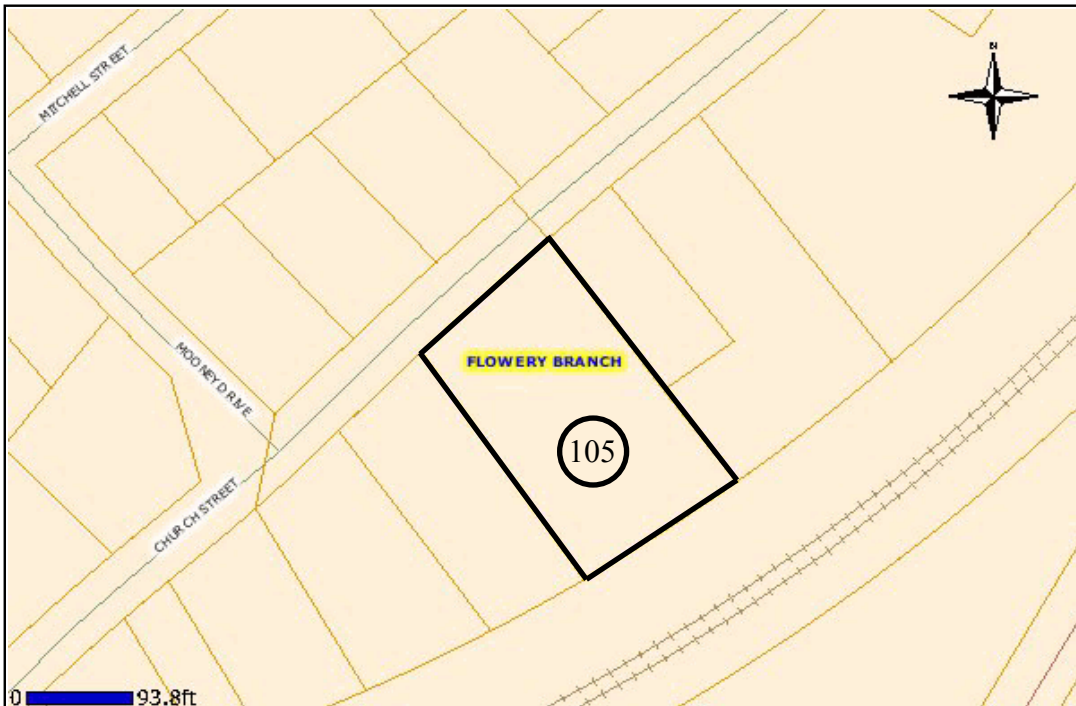 N
MITCHELL STREET
MOONEY DRIVE
FLOWERY BRANCH
105
CHURCH STREET
0 93.8ft